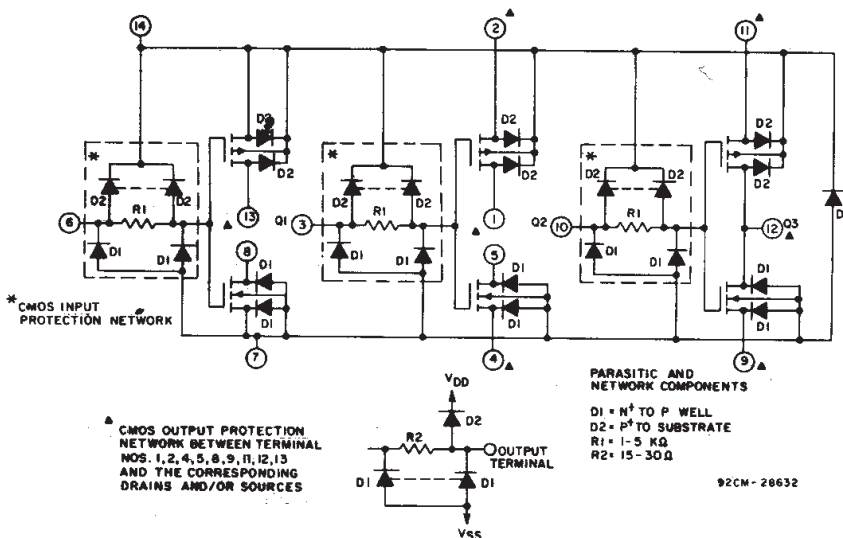 14
2 ▲
11 ▲
D2
D2
D2
D2
D2
D2
*
D2
D2
R1
6
13
▲
8
D1
D1
D1
D1
7
*
D2
D2
Q1
3
R1
1
▲
5
D1
D1
D1
D1
4 ▲
*
D2
D2
Q2
10
R1
12
Q3
▲
D1
D1
D1
D1
9 ▲
D
* CMOS INPUT
PROTECTION NETWORK
▲ CMOS OUTPUT PROTECTION
NETWORK BETWEEN TERMINAL
NOS. 1,2,4,5,8,9,11,12,13
AND THE CORRESPONDING
DRAINS AND/OR SOURCES
VDD
D2
R2
OUTPUT
TERMINAL
D1
D1
VSS
PARASITIC AND
NETWORK COMPONENTS
D1 = N+ TO P WELL
D2 = P+ TO SUBSTRATE
R1 = 1-5 KΩ
R2 = 15-30Ω
92CM-28632